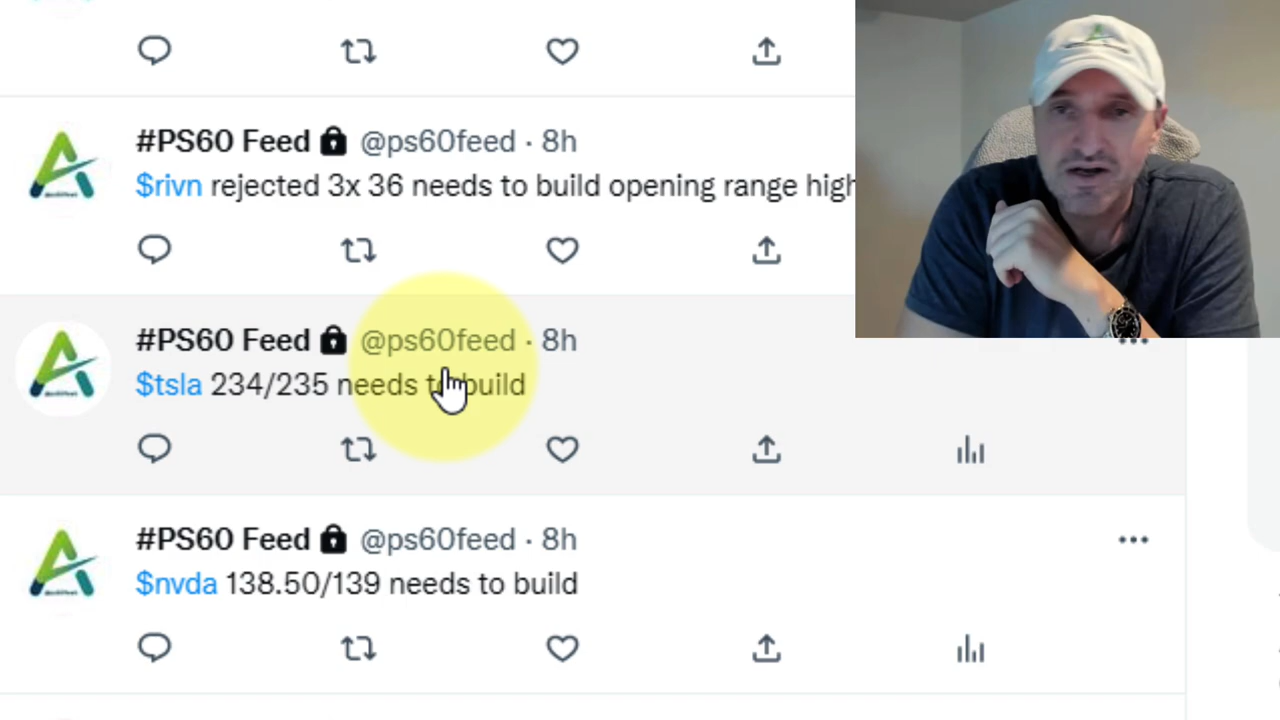 #PS60 Feed @ps60feed · 8h
$rivn rejected 3x 36 needs to build opening range high
#PS60 Feed @ps60feed · 8h
$tsla 234/235 needs to build
#PS60 Feed @ps60feed · 8h
$nvda 138.50/139 needs to build